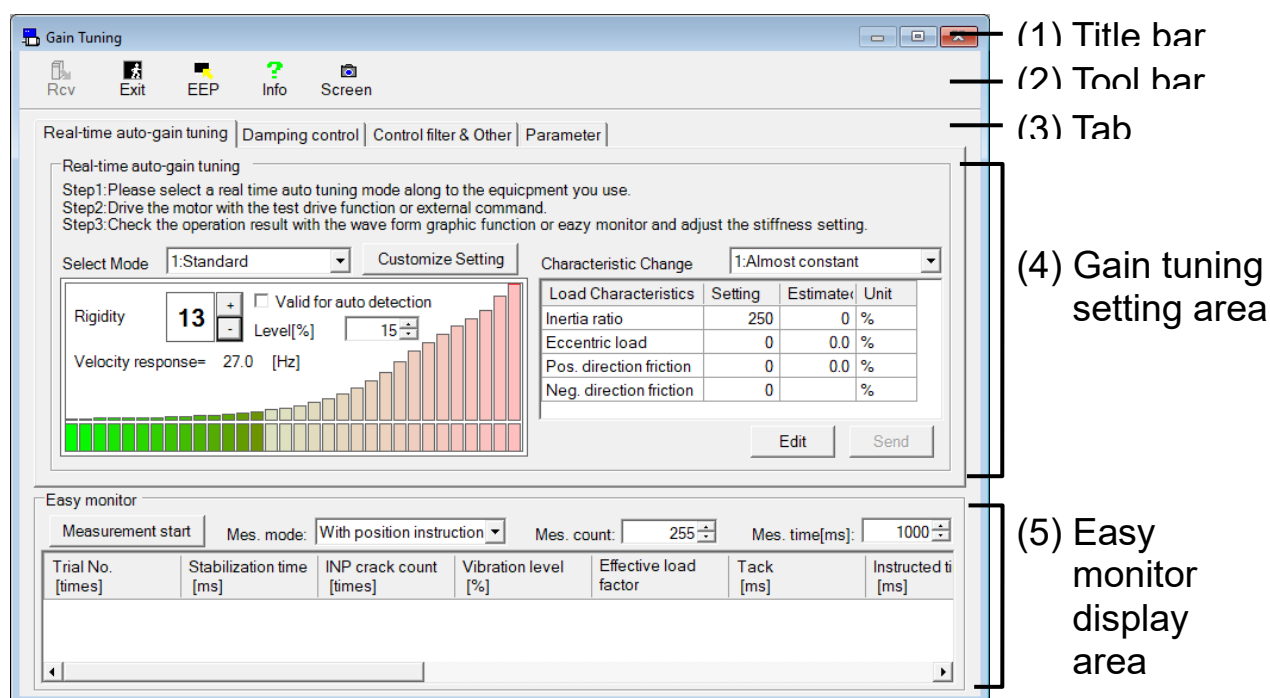 Gain Tuning
(1) Title bar
Rcv Exit EEP Info Screen
(2) Tool bar
Real-time auto-gain tuning Damping control Control filter & Other Parameter
(3) Tab
Real-time auto-gain tuning
Step1:Please select a real time auto tuning mode along to the equicpment you use.
Step2:Drive the motor with the test drive function or external command.
Step3:Check the operation result with the wave form graphic function or eazy monitor and adjust the stiffness setting.
Select Mode 1:Standard Customize Setting Characteristic Change 1:Almost constant
(4) Gain tuning
setting area
Rigidity 13 + - Valid for auto detection
Level[%] 15
Velocity response= 27.0 [Hz]
Load Characteristics Setting Estimated Unit
Inertia ratio 250 0 %
Eccentric load 0 0.0 %
Pos. direction friction 0 0.0 %
Neg. direction friction 0 %
Edit Send
Easy monitor
Measurement start Mes. mode: With position instruction Mes. count: 255 Mes. time[ms]: 1000
(5) Easy
monitor
display
area
Trial No. Stabilization time INP crack count Vibration level Effective load Tack Instructed ti
[times] [ms] [times] [%] factor [ms] [ms]